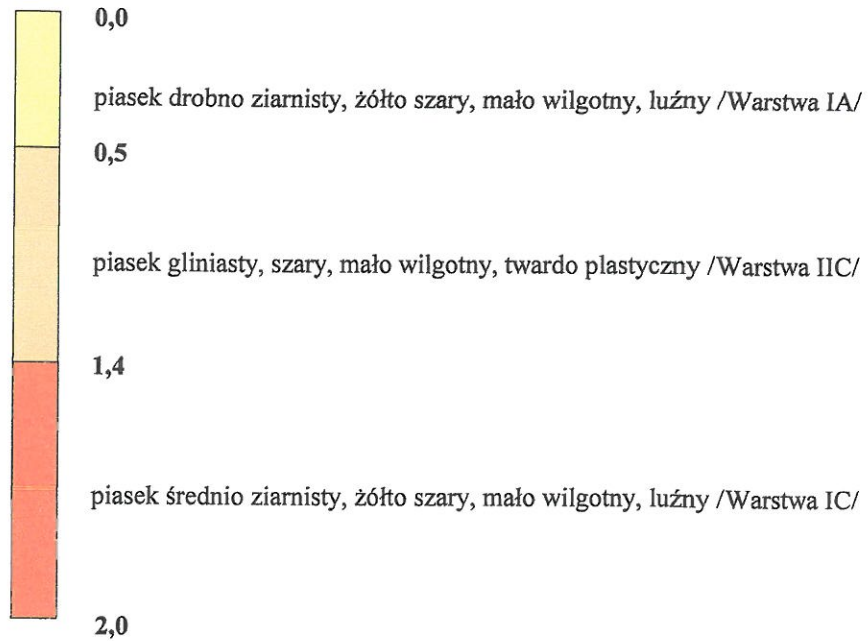 0,0
piasek drobno ziarnisty, żółto szary, mało wilgotny, luźny /Warstwa IA/
0,5
piasek gliniasty, szary, mało wilgotny, twardo plastyczny /Warstwa IIC/
1,4
piasek średnio ziarnisty, żółto szary, mało wilgotny, luźny /Warstwa IC/
2,0